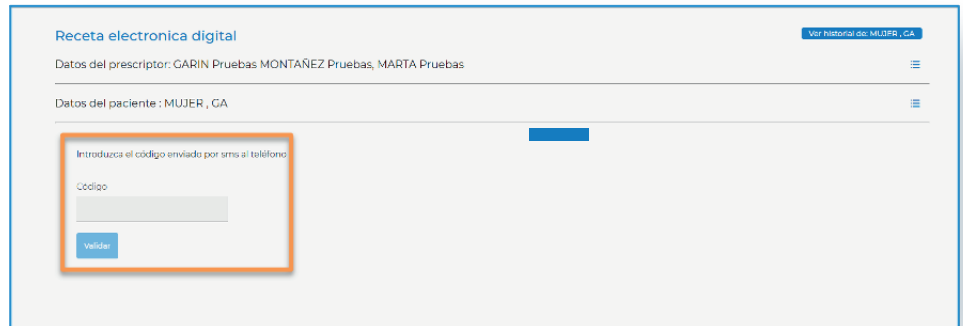 Receta electronica digital
Ver historial de: MUJER , GA
Datos del prescriptor: GARIN Pruebas MONTAÑEZ Pruebas, MARTA Pruebas
Datos del paciente : MUJER , GA
Introduzca el código enviado por sms al teléfono
Código
Validar